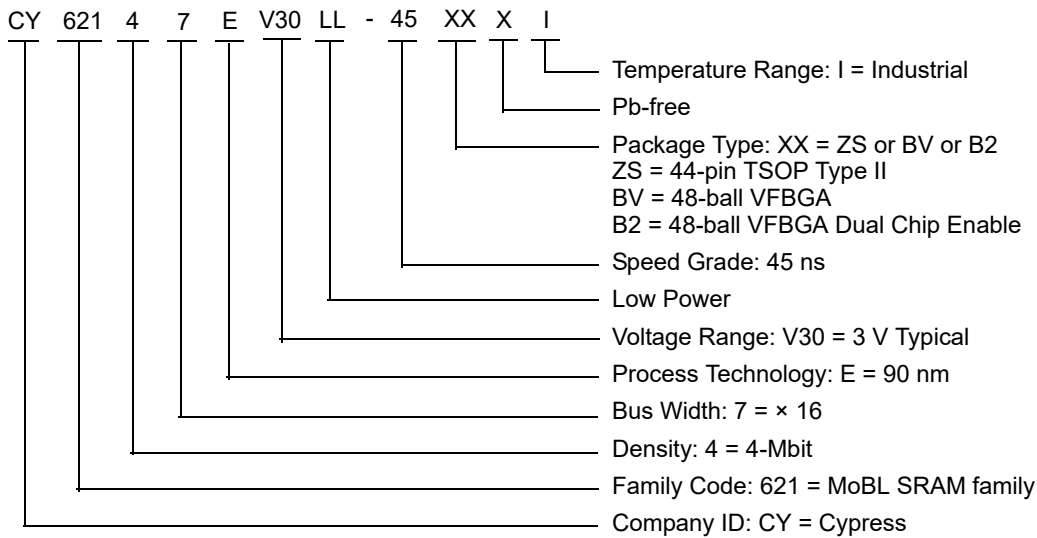 CY 621 4 7 E V30 LL - 45 XX X I
Temperature Range: I = Industrial
Pb-free
Package Type: XX = ZS or BV or B2
ZS = 44-pin TSOP Type II
BV = 48-ball VFBGA
B2 = 48-ball VFBGA Dual Chip Enable
Speed Grade: 45 ns
Low Power
Voltage Range: V30 = 3 V Typical
Process Technology: E = 90 nm
Bus Width: 7 = × 16
Density: 4 = 4-Mbit
Family Code: 621 = MoBL SRAM family
Company ID: CY = Cypress